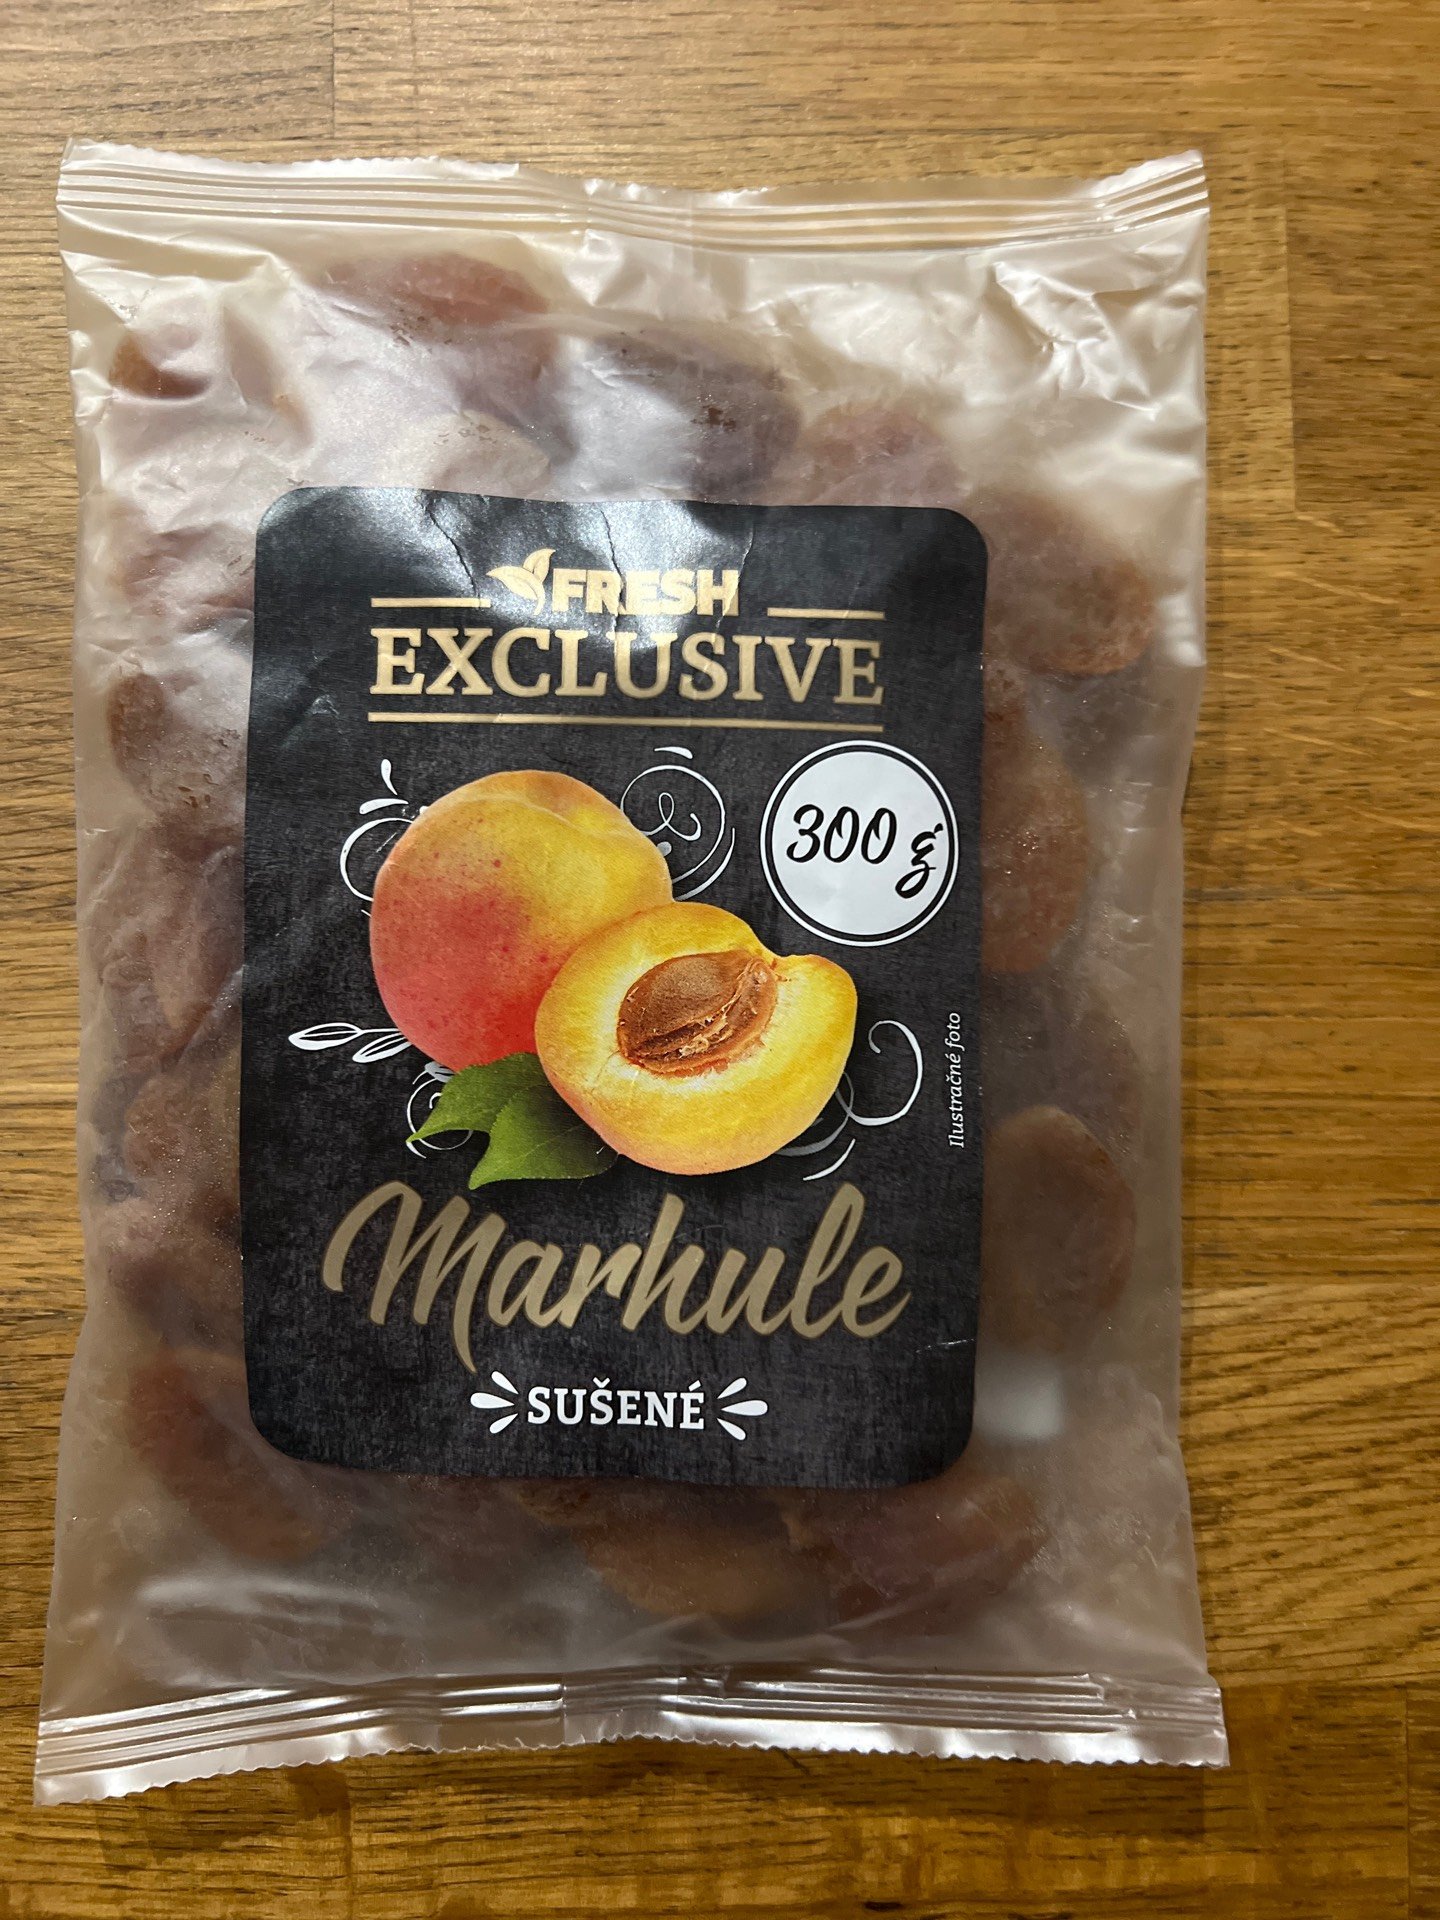 FRESH
EXCLUSIVE
300 g
Ilustračné foto
Marhule
SUŠENÉ